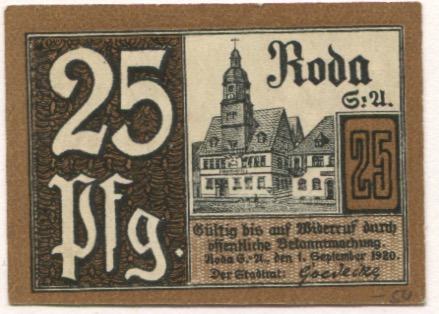 25
Pfg.
Roda
S.-A.
25
Gültig bis auf Widerruf durch
öffentliche Bekanntmachung.
Roda S.-A., den 1. September 1920.
Der Stadtrat: